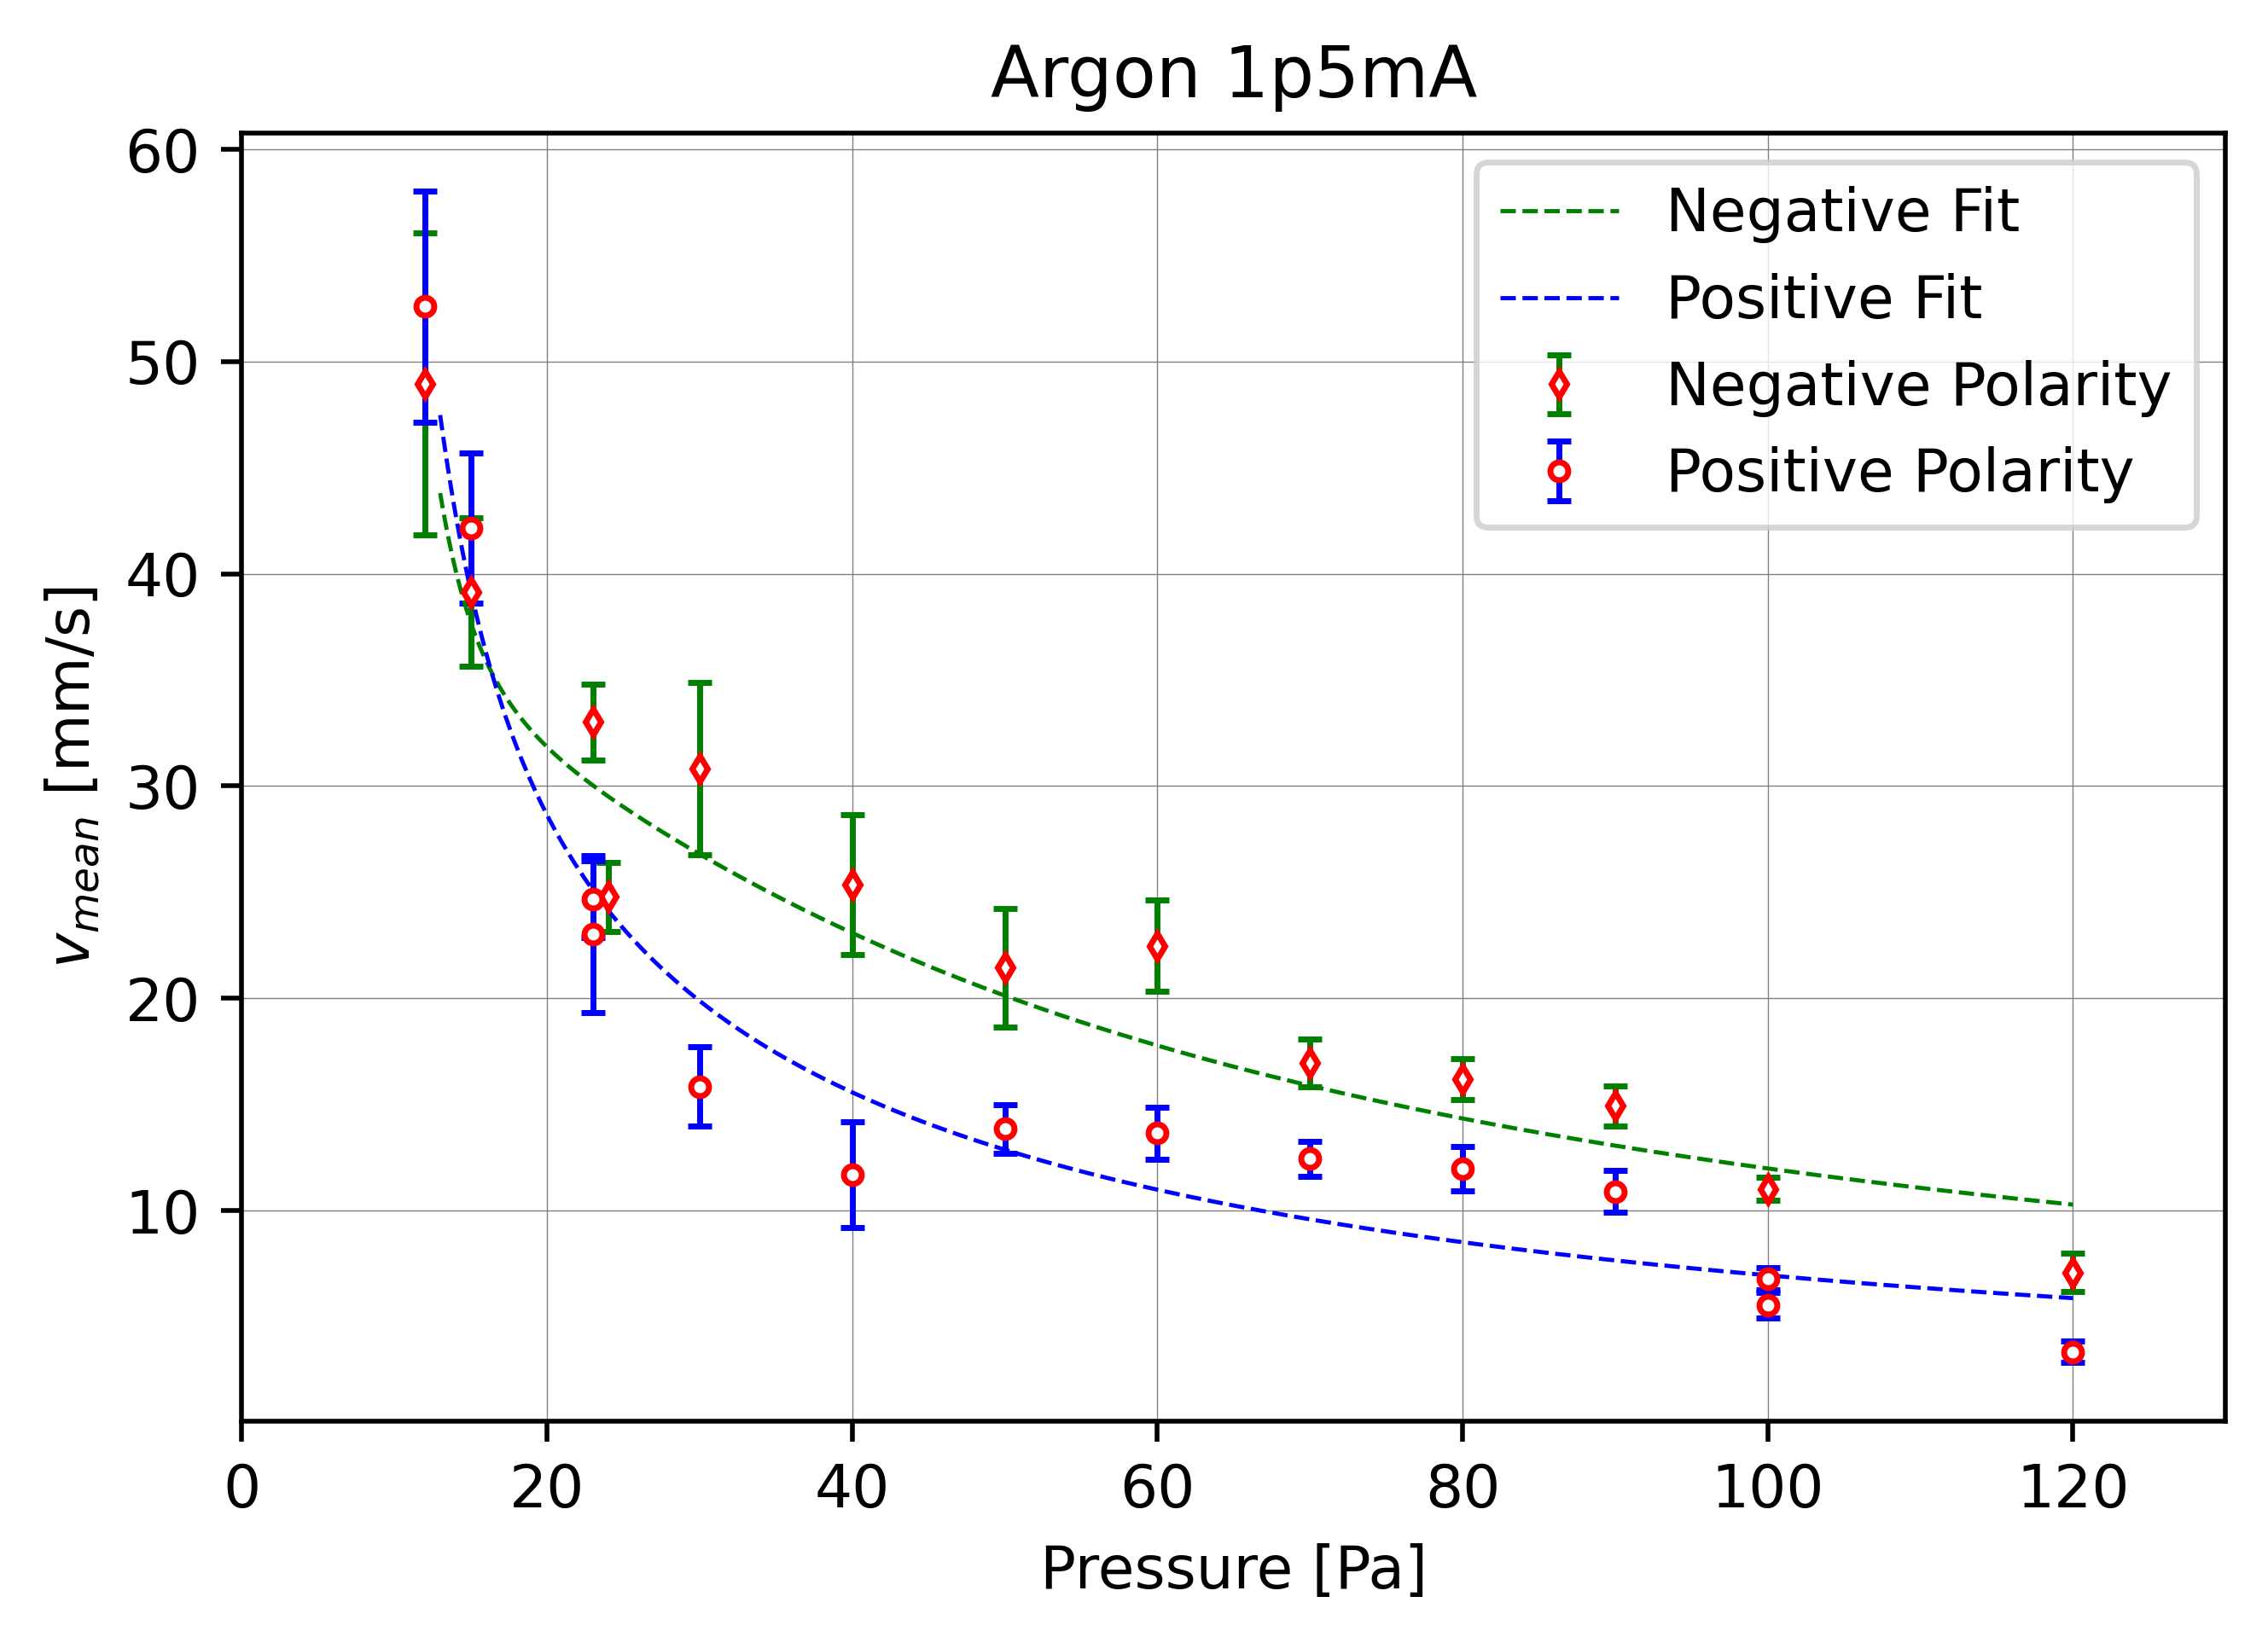 Argon 1p5mA
60
50
40
30
20
10
v_mean [mm/s]
Negative Fit
Positive Fit
Negative Polarity
Positive Polarity
0 20 40 60 80 100 120
Pressure [Pa]